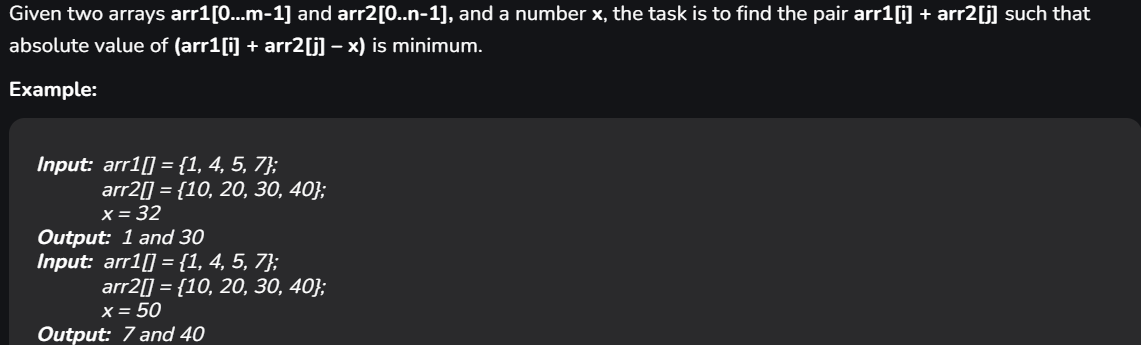 Given two arrays arr1[0...m-1] and arr2[0..n-1], and a number x, the task is to find the pair arr1[i] + arr2[j] such that
absolute value of (arr1[i] + arr2[j] – x) is minimum.
Example:
Input: arr1[] = {1, 4, 5, 7};
arr2[] = {10, 20, 30, 40};
x = 32
Output: 1 and 30
Input: arr1[] = {1, 4, 5, 7};
arr2[] = {10, 20, 30, 40};
x = 50
Output: 7 and 40